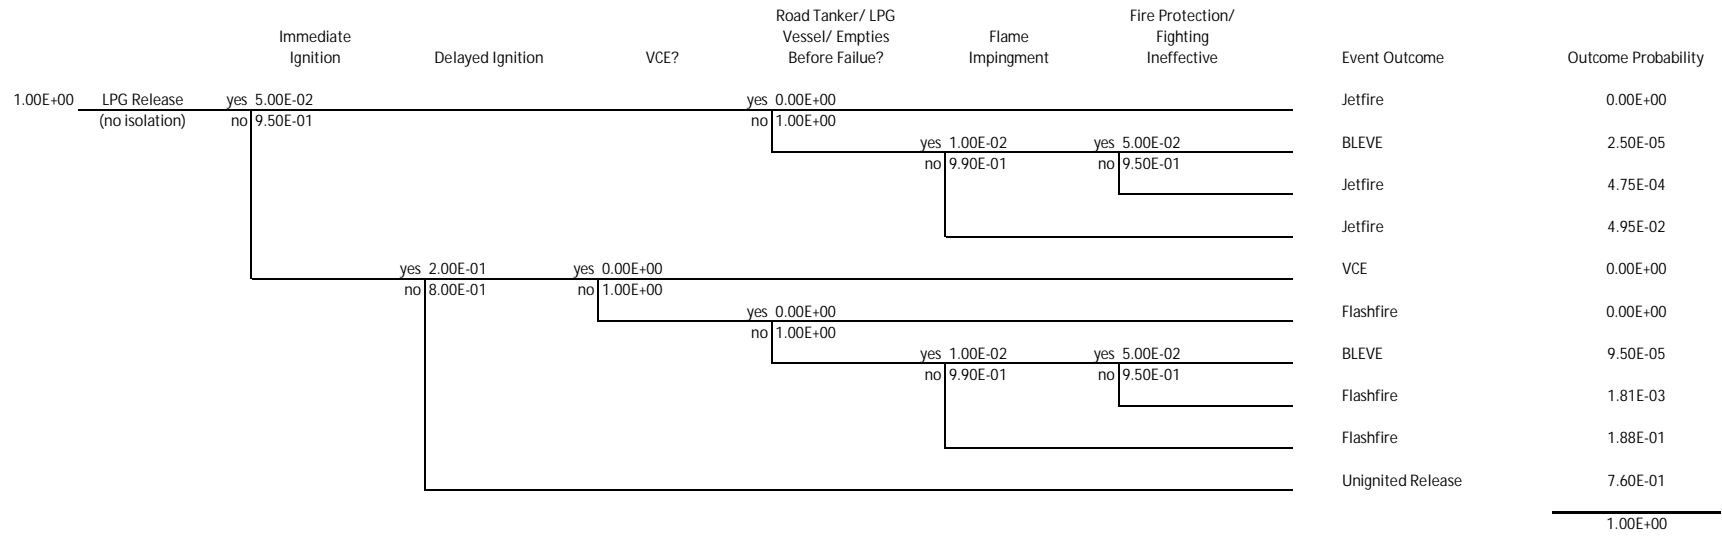 Road Tanker/ LPG Fire Protection/
Immediate Vessel/ Empties Flame Fighting
Ignition Delayed Ignition VCE? Before Failue? Impingment Ineffective Event Outcome Outcome Probability
1.00E+00 LPG Release yes 5.00E-02 yes 0.00E+00 Jetfire 0.00E+00
(no isolation) no 9.50E-01 no 1.00E+00
yes 1.00E-02 yes 5.00E-02 BLEVE 2.50E-05
no 9.90E-01 no 9.50E-01
Jetfire 4.75E-04
Jetfire 4.95E-02
yes 2.00E-01 yes 0.00E+00 VCE 0.00E+00
no 8.00E-01 no 1.00E+00
yes 0.00E+00 Flashfire 0.00E+00
no 1.00E+00
yes 1.00E-02 yes 5.00E-02 BLEVE 9.50E-05
no 9.90E-01 no 9.50E-01
Flashfire 1.81E-03
Flashfire 1.88E-01
Unignited Release 7.60E-01
1.00E+00